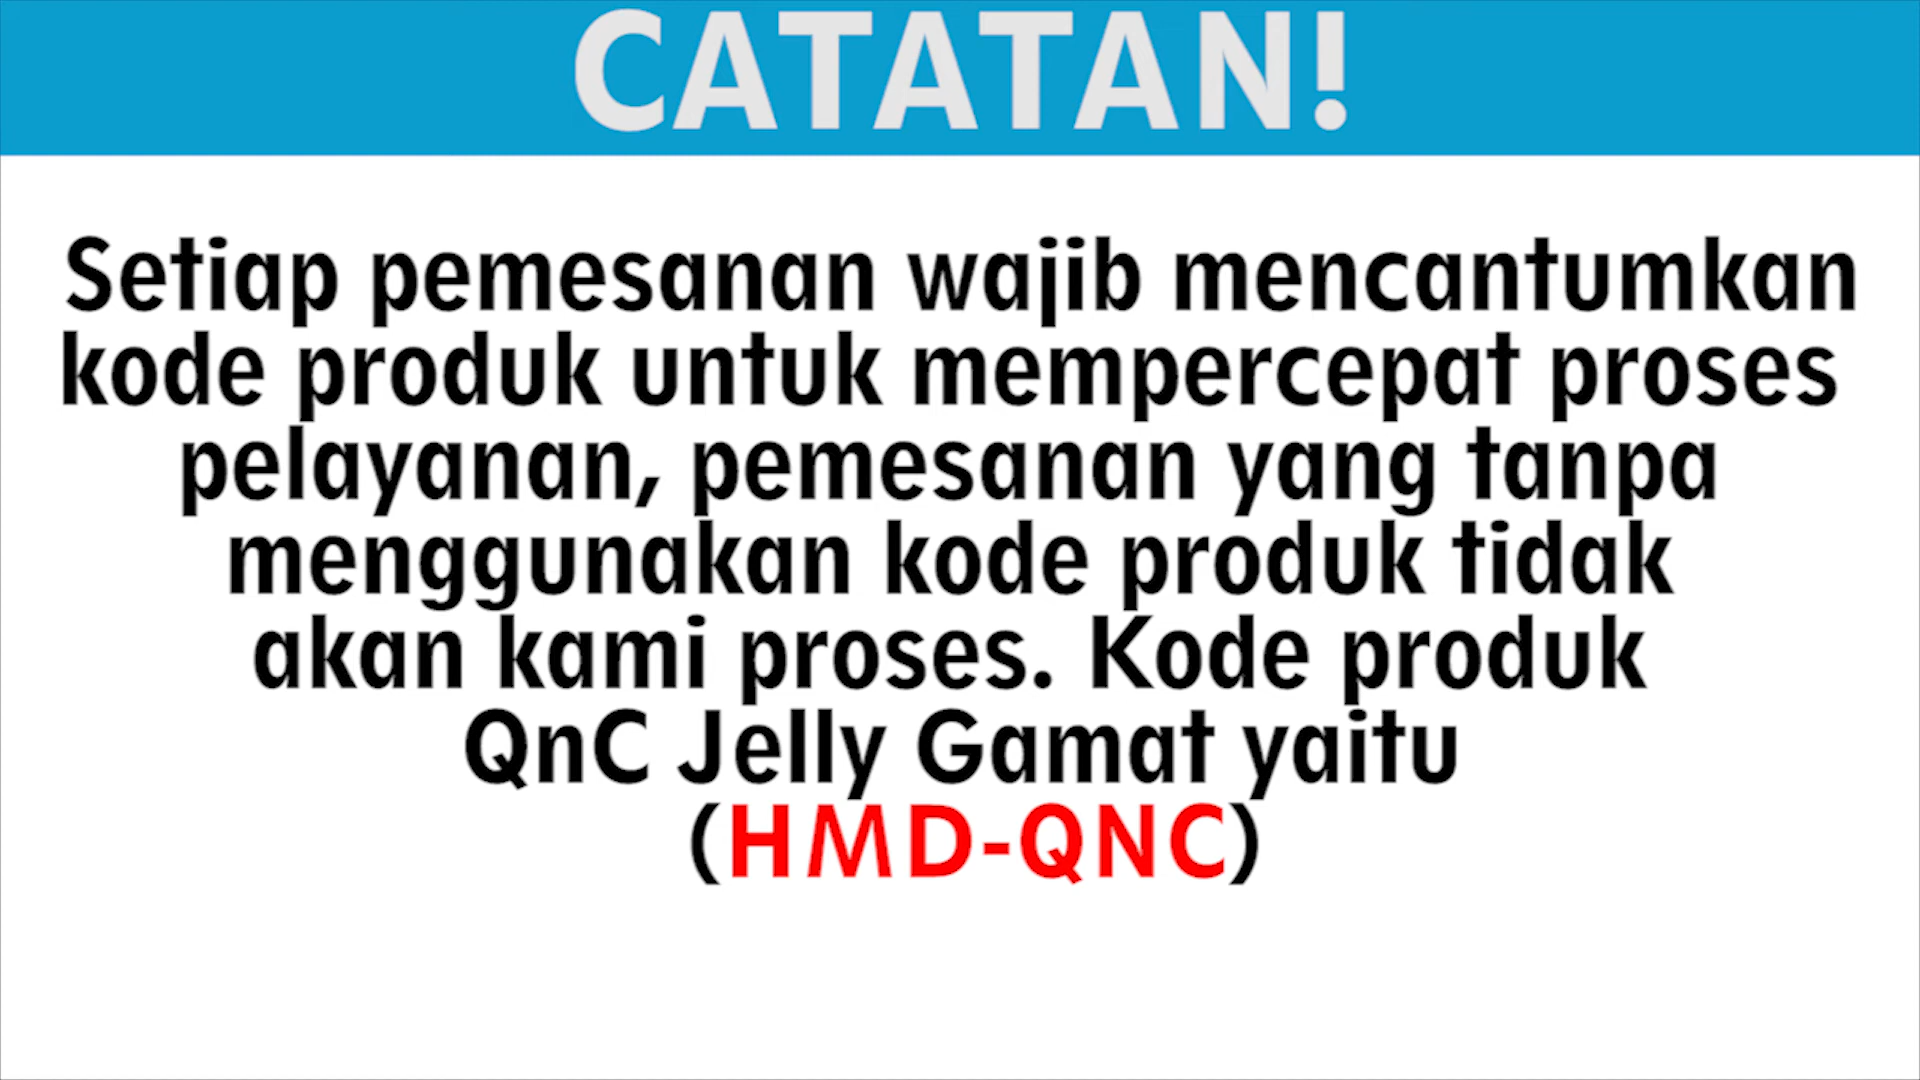 CATATAN!
Setiap pemesanan wajib mencantumkan
kode produk untuk mempercepat proses
pelayanan, pemesanan yang tanpa
menggunakan kode produk tidak
akan kami proses. Kode produk
QnC Jelly Gamat yaitu
(HMD-QNC)